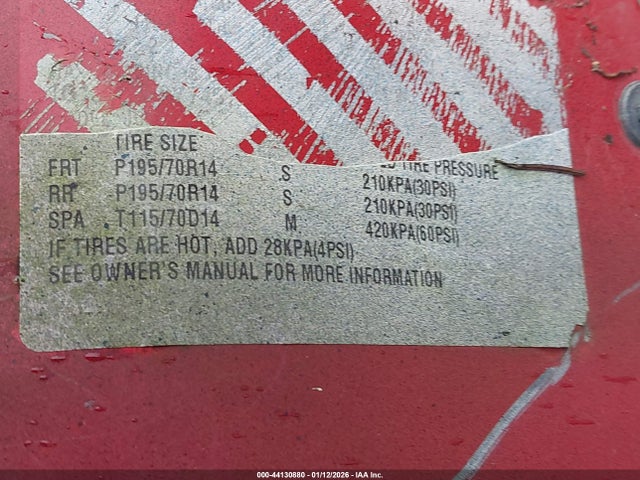 TIRE SIZE TIRE PRESSURE
FRT P195/70R14 S 210KPA(30PSI)
RR P195/70R14 S 210KPA(30PSI)
SPA T115/70D14 M 420KPA(60PSI)
IF TIRES ARE HOT, ADD 28KPA(4PSI)
SEE OWNER'S MANUAL FOR MORE INFORMATION
000-44130880 - 01/12/2026 - IAA Inc.